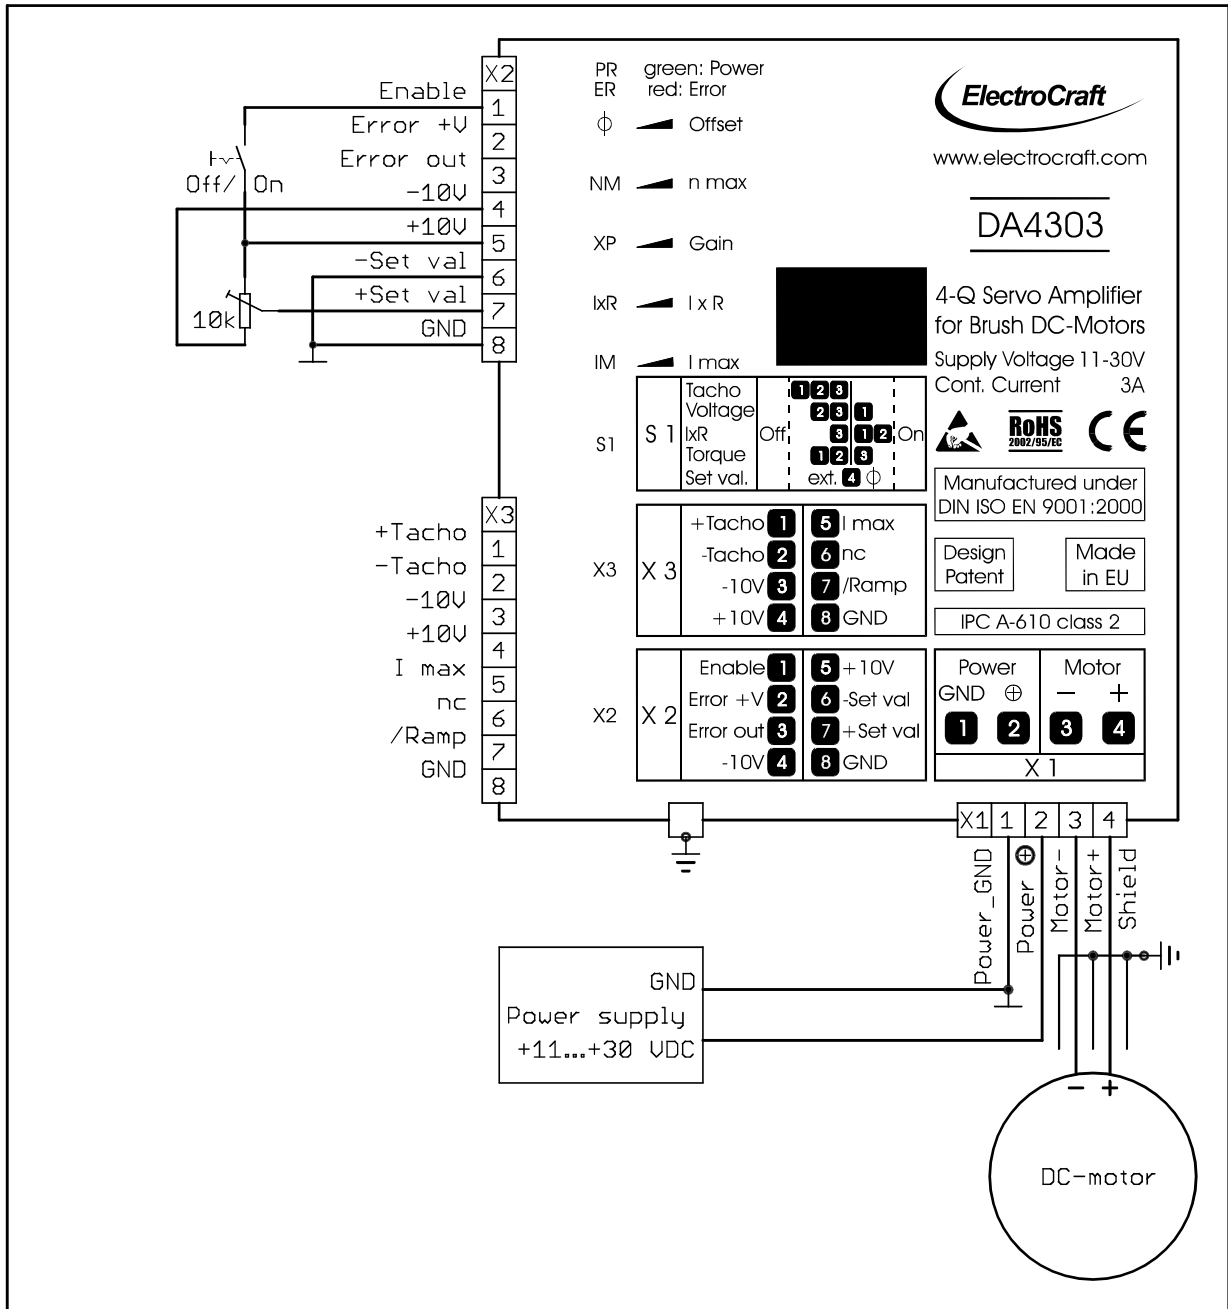 X2
Enable
1
Error +V
2
Error out
3
Off/ On
-10V
4
+10V
5
-Set val
6
+Set val
7
10k
GND
8
PR green: Power
ER red: Error
ϕ Offset
NM n max
XP Gain
IxR I x R
IM I max
ElectroCraft
www.electrocraft.com
DA4303
4-Q Servo Amplifier
for Brush DC-Motors
Supply Voltage 11-30V
Cont. Current 3A
RoHS
2002/95/EC
CE
Manufactured under
DIN ISO EN 9001:2000
Design
Patent
Made
in EU
IPC A-610 class 2
S1
S 1
Tacho 1 2 3
Voltage 2 3 1
IxR Off 3 1 2 On
Torque 1 2 3
Set val. ext. 4 ϕ
X3
+Tacho
1
-Tacho
2
-10V
3
+10V
4
I max
5
nc
6
/Ramp
7
GND
8
X3
X 3
+Tacho 1 5 I max
-Tacho 2 6 nc
-10V 3 7 /Ramp
+10V 4 8 GND
X2
X 2
Enable 1 5 +10V
Error +V 2 6 -Set val
Error out 3 7 +Set val
-10V 4 8 GND
Power Motor
GND ⊕ − +
1 2 3 4
X 1
X1 1 2 3 4
Power_GND
Power ⊕
Motor-
Motor+
Shield
GND
Power supply
+11...+30 VDC
− +
DC-motor